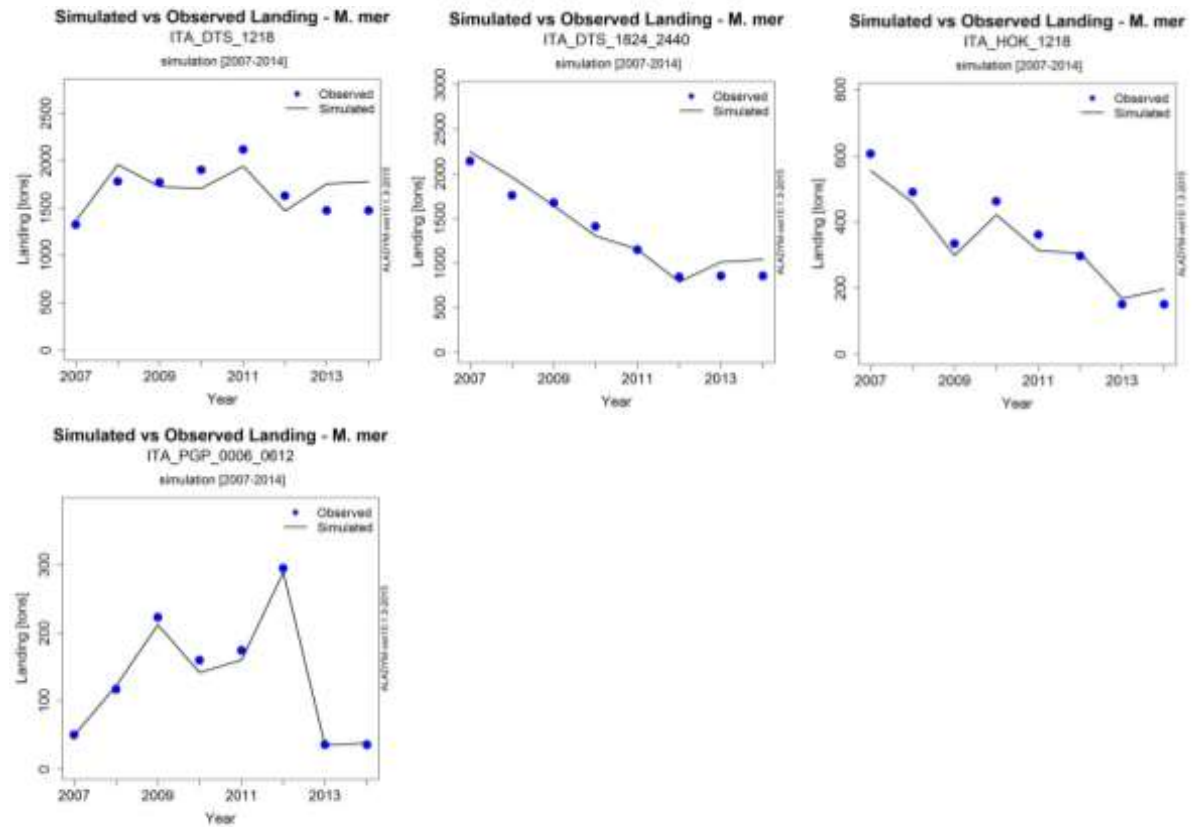 Simulated vs Observed Landing - M. mer
ITA_DTS_1218
simulation [2007-2014]
Observed
Simulated
2500
2000
1500
1000
500
0
Landing [tons]
2007
2009
2011
2013
Year
Simulated vs Observed Landing - M. mer
ITA_DTS_1824_2440
simulation [2007-2014]
Observed
Simulated
3000
2500
2000
1500
1000
500
0
Landing [tons]
2007
2009
2011
2013
Year
Simulated vs Observed Landing - M. mer
ITA_HOK_1218
simulation [2007-2014]
Observed
Simulated
800
600
400
200
0
Landing [tons]
2007
2009
2011
2013
Year
Simulated vs Observed Landing - M. mer
ITA_PGP_0006_0612
simulation [2007-2014]
Observed
Simulated
300
200
100
0
Landing [tons]
2007
2009
2011
2013
Year